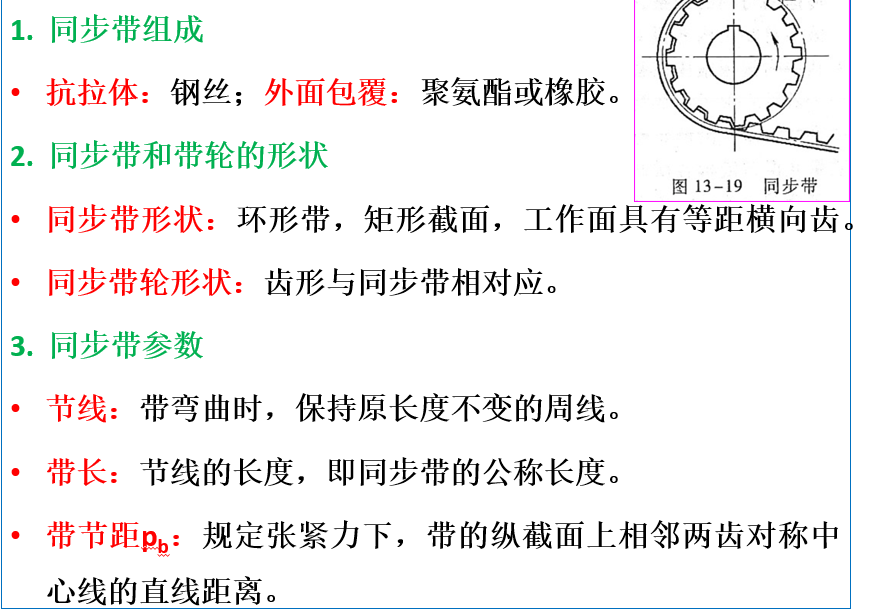 1. 同步带组成
• 抗拉体：钢丝；外面包覆：聚氨酯或橡胶。
2. 同步带和带轮的形状
图 13-19 同步带
• 同步带形状：环形带，矩形截面，工作面具有等距横向齿。
• 同步带轮形状：齿形与同步带相对应。
3. 同步带参数
• 节线：带弯曲时，保持原长度不变的周线。
• 带长：节线的长度，即同步带的公称长度。
• 带节距pb：规定张紧力下，带的纵截面上相邻两齿对称中
心线的直线距离。